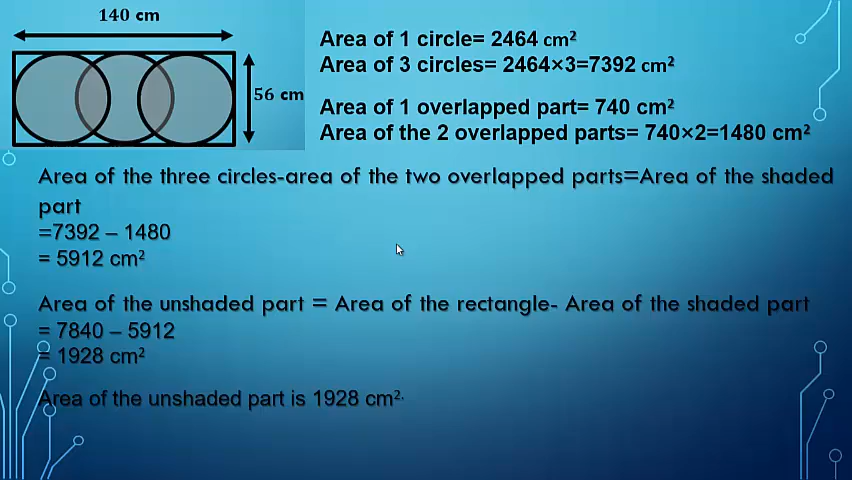 140 cm
56 cm
Area of 1 circle= 2464 cm²
Area of 3 circles= 2464×3=7392 cm²
Area of 1 overlapped part= 740 cm²
Area of the 2 overlapped parts= 740×2=1480 cm²
Area of the three circles-area of the two overlapped parts=Area of the shaded
part
=7392 – 1480
= 5912 cm²
Area of the unshaded part = Area of the rectangle- Area of the shaded part
= 7840 – 5912
= 1928 cm²
Area of the unshaded part is 1928 cm².